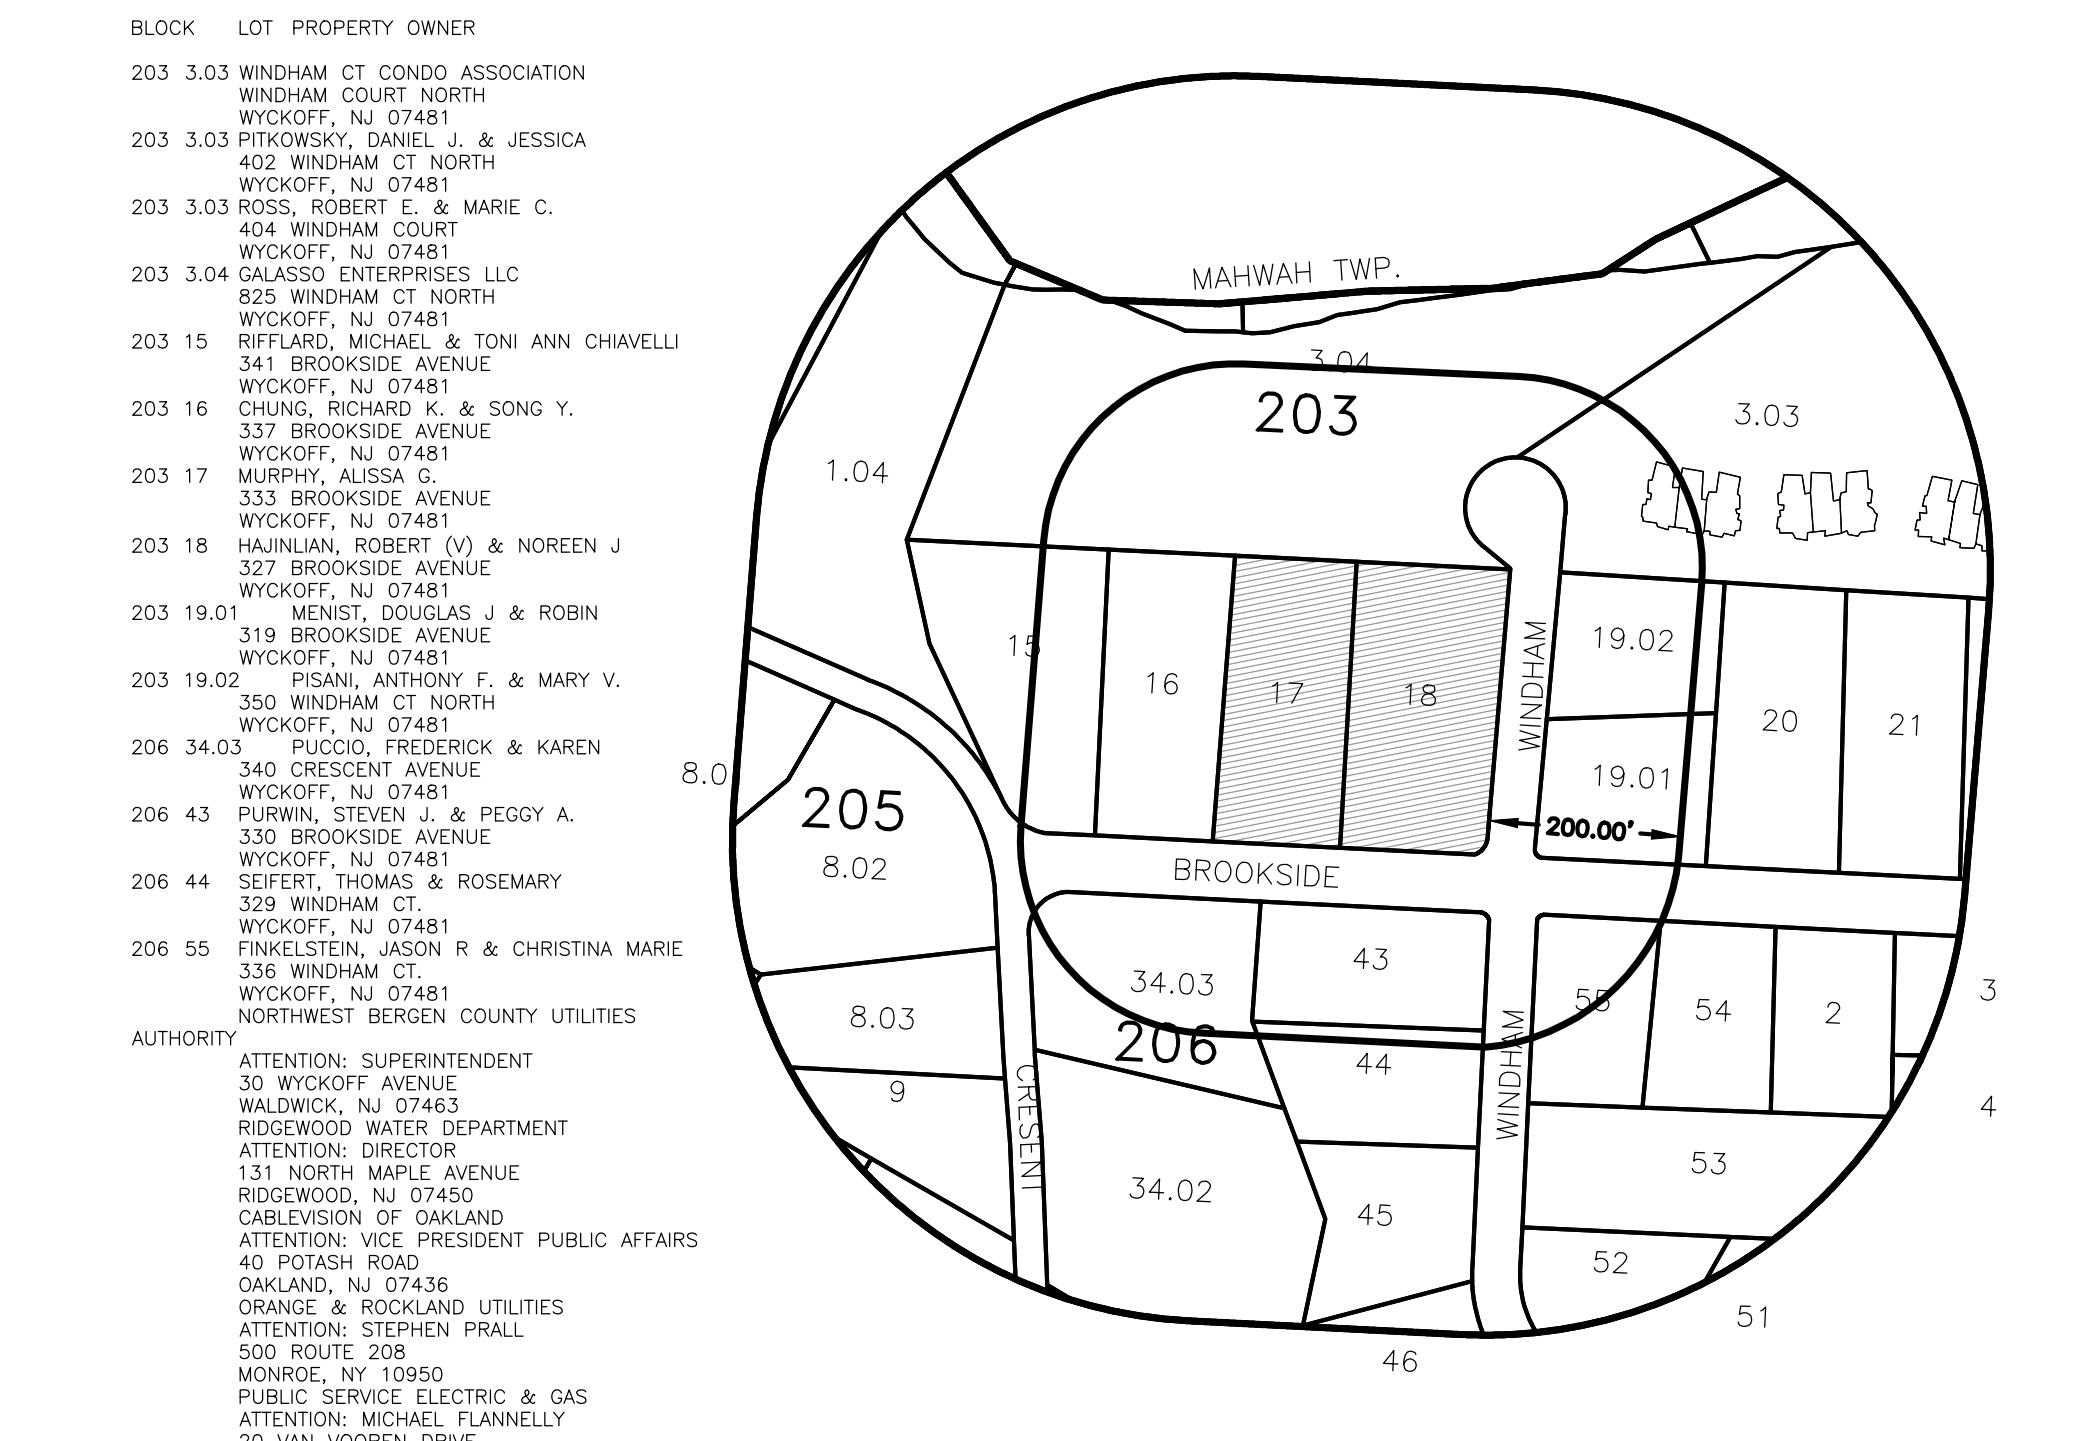 BLOCK LOT PROPERTY OWNER
203 3.03 WINDHAM CT CONDO ASSOCIATION
WINDHAM COURT NORTH
WYCKOFF, NJ 07481
203 3.03 PITKOWSKY, DANIEL J. & JESSICA
402 WINDHAM CT NORTH
WYCKOFF, NJ 07481
203 3.03 ROSS, ROBERT E. & MARIE C.
404 WINDHAM COURT
WYCKOFF, NJ 07481
203 3.04 GALASSO ENTERPRISES LLC
825 WINDHAM CT NORTH
WYCKOFF, NJ 07481
203 15 RIFFLARD, MICHAEL & TONI ANN CHIAVELLI
341 BROOKSIDE AVENUE
WYCKOFF, NJ 07481
203 16 CHUNG, RICHARD K. & SONG Y.
337 BROOKSIDE AVENUE
WYCKOFF, NJ 07481
203 17 MURPHY, ALISSA G.
333 BROOKSIDE AVENUE
WYCKOFF, NJ 07481
203 18 HAJINLIAN, ROBERT (V) & NOREEN J
327 BROOKSIDE AVENUE
WYCKOFF, NJ 07481
203 19.01 MENIST, DOUGLAS J & ROBIN
319 BROOKSIDE AVENUE
WYCKOFF, NJ 07481
203 19.02 PISANI, ANTHONY F. & MARY V.
350 WINDHAM CT NORTH
WYCKOFF, NJ 07481
206 34.03 PUCCIO, FREDERICK & KAREN
340 CRESCENT AVENUE
WYCKOFF, NJ 07481
206 43 PURWIN, STEVEN J. & PEGGY A.
330 BROOKSIDE AVENUE
WYCKOFF, NJ 07481
206 44 SEIFERT, THOMAS & ROSEMARY
329 WINDHAM CT.
WYCKOFF, NJ 07481
206 55 FINKELSTEIN, JASON R & CHRISTINA MARIE
336 WINDHAM CT.
WYCKOFF, NJ 07481
NORTHWEST BERGEN COUNTY UTILITIES
AUTHORITY
ATTENTION: SUPERINTENDENT
30 WYCKOFF AVENUE
WALDWICK, NJ 07463
RIDGEWOOD WATER DEPARTMENT
ATTENTION: DIRECTOR
131 NORTH MAPLE AVENUE
RIDGEWOOD, NJ 07450
CABLEVISION OF OAKLAND
ATTENTION: VICE PRESIDENT PUBLIC AFFAIRS
40 POTASH ROAD
OAKLAND, NJ 07436
ORANGE & ROCKLAND UTILITIES
ATTENTION: STEPHEN PRALL
500 ROUTE 208
MONROE, NY 10950
PUBLIC SERVICE ELECTRIC & GAS
ATTENTION: MICHAEL FLANNELLY
20 VAN VOOREN DRIVE
MAHWAH TWP.
3.04
203
3.03
1.04
15
16
17
18
WINDHAM
19.02
20
21
19.01
8.0
205
8.02
200.00'
BROOKSIDE
43
34.03
55
54
2
3
8.03
206
44
WINDHAM
CRESENT
9
4
53
34.02
45
52
51
46